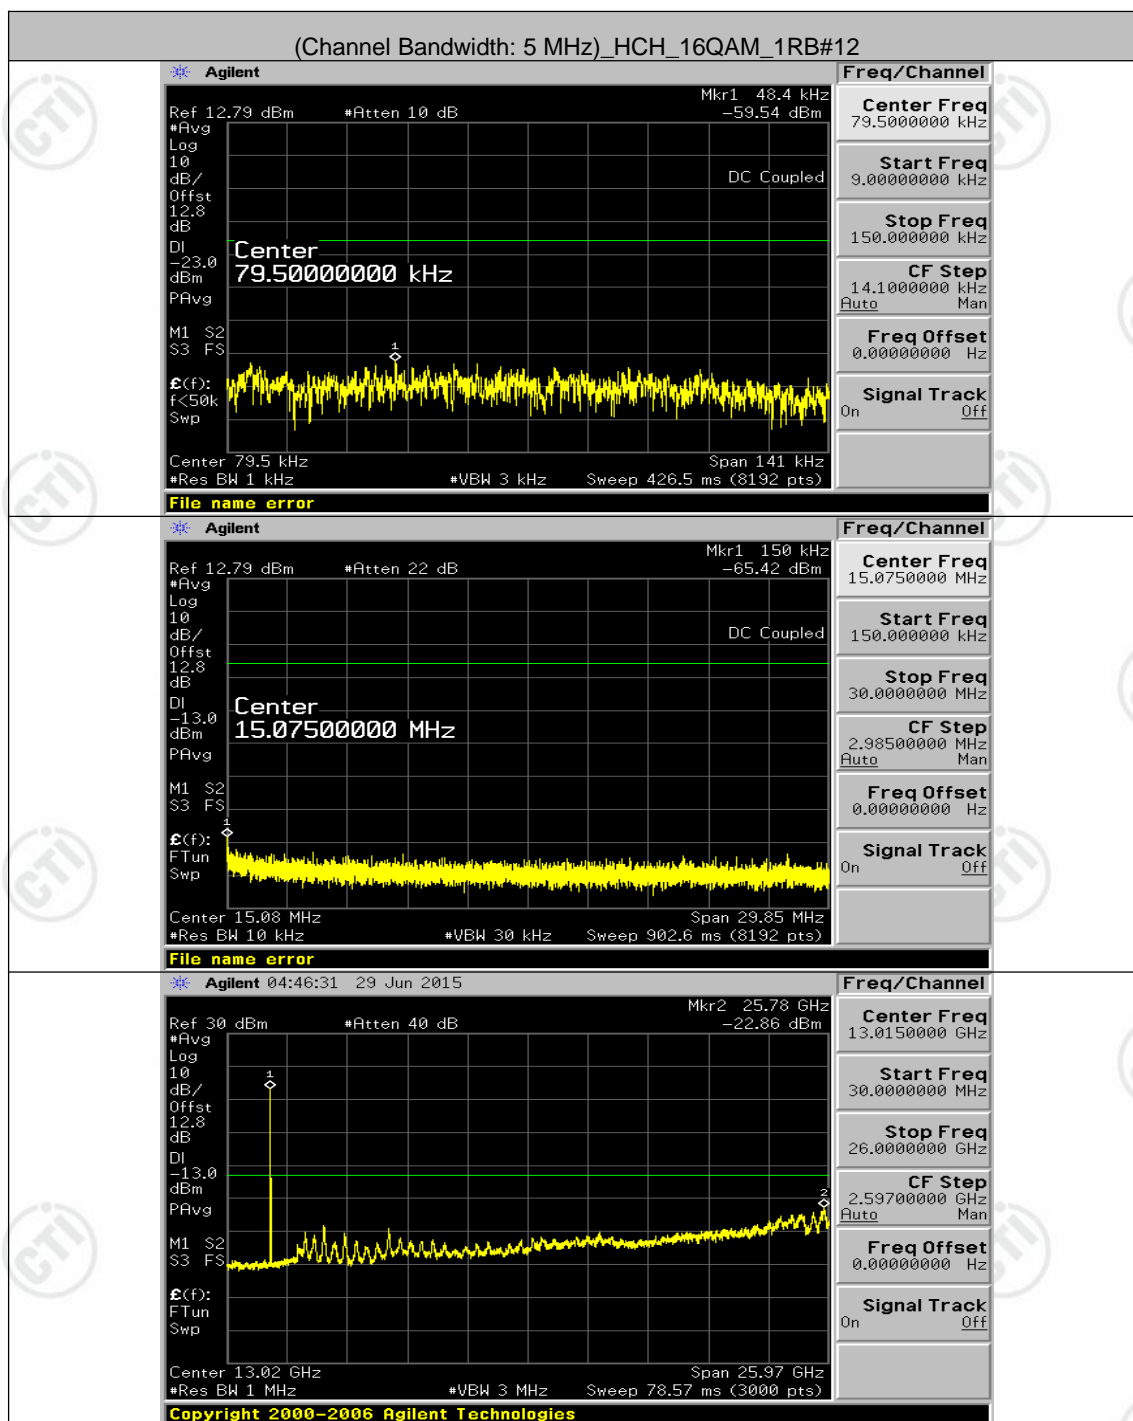 (Channel Bandwidth: 5 MHz)_HCH_16QAM_1RB#12
Agilent
Freq/Channel
Mkr1 48.4 kHz
Ref 12.79 dBm #Atten 10 dB -59.54 dBm
#Avg
Log
10
dB/
Offst
12.8
dB
DI
-23.0
dBm
PAvg
M1 S2
S3 FS
£(f):
f<50k
Swp
DC Coupled
Center
79.50000000 kHz
1
Center 79.5 kHz Span 141 kHz
#Res BW 1 kHz #VBW 3 kHz Sweep 426.5 ms (8192 pts)
File name error
Center Freq
79.5000000 kHz
Start Freq
9.00000000 kHz
Stop Freq
150.000000 kHz
CF Step
14.1000000 kHz
Auto Man
Freq Offset
0.00000000 Hz
Signal Track
On Off
Agilent
Freq/Channel
Mkr1 150 kHz
Ref 12.79 dBm #Atten 22 dB -65.42 dBm
#Avg
Log
10
dB/
Offst
12.8
dB
DI
-13.0
dBm
PAvg
M1 S2
S3 FS
£(f):
FTun
Swp
DC Coupled
Center
15.07500000 MHz
1
Center 15.08 MHz Span 29.85 MHz
#Res BW 10 kHz #VBW 30 kHz Sweep 902.6 ms (8192 pts)
File name error
Center Freq
15.0750000 MHz
Start Freq
150.000000 kHz
Stop Freq
30.0000000 MHz
CF Step
2.98500000 MHz
Auto Man
Freq Offset
0.00000000 Hz
Signal Track
On Off
Agilent 04:46:31 29 Jun 2015
Freq/Channel
Mkr2 25.78 GHz
Ref 30 dBm #Atten 40 dB -22.86 dBm
#Avg
Log
10
dB/
Offst
12.8
dB
DI
-13.0
dBm
PAvg
M1 S2
S3 FS
£(f):
FTun
Swp
1
2
Center 13.02 GHz Span 25.97 GHz
#Res BW 1 MHz #VBW 3 MHz Sweep 78.57 ms (3000 pts)
Copyright 2000-2006 Agilent Technologies
Center Freq
13.0150000 GHz
Start Freq
30.0000000 MHz
Stop Freq
26.0000000 GHz
CF Step
2.59700000 GHz
Auto Man
Freq Offset
0.00000000 Hz
Signal Track
On Off
CTI
CTI
CTI
CTI
CTI
CTI
CTI
CTI